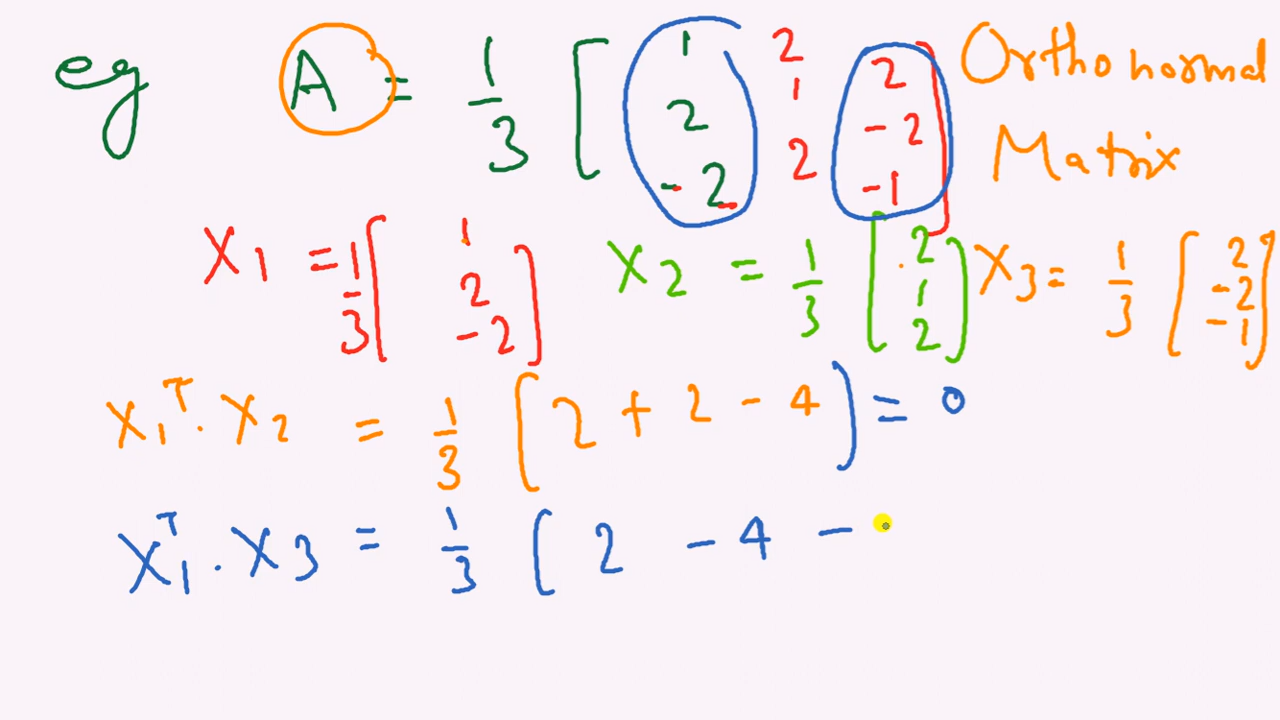 eg A = 1/3 [ 1 2 2 Orthonormal
2 1 -2
-2 2 -1 ] Matrix
X1 = 1/3 [ 1 2 -2 ] X2 = 1/3 [ 2 1 2 ] X3 = 1/3 [ 2 -2 -1 ]
X1ᵀ . X2 = 1/3 [ 2 + 2 - 4 ] = 0
X1ᵀ . X3 = 1/3 [ 2 - 4 -